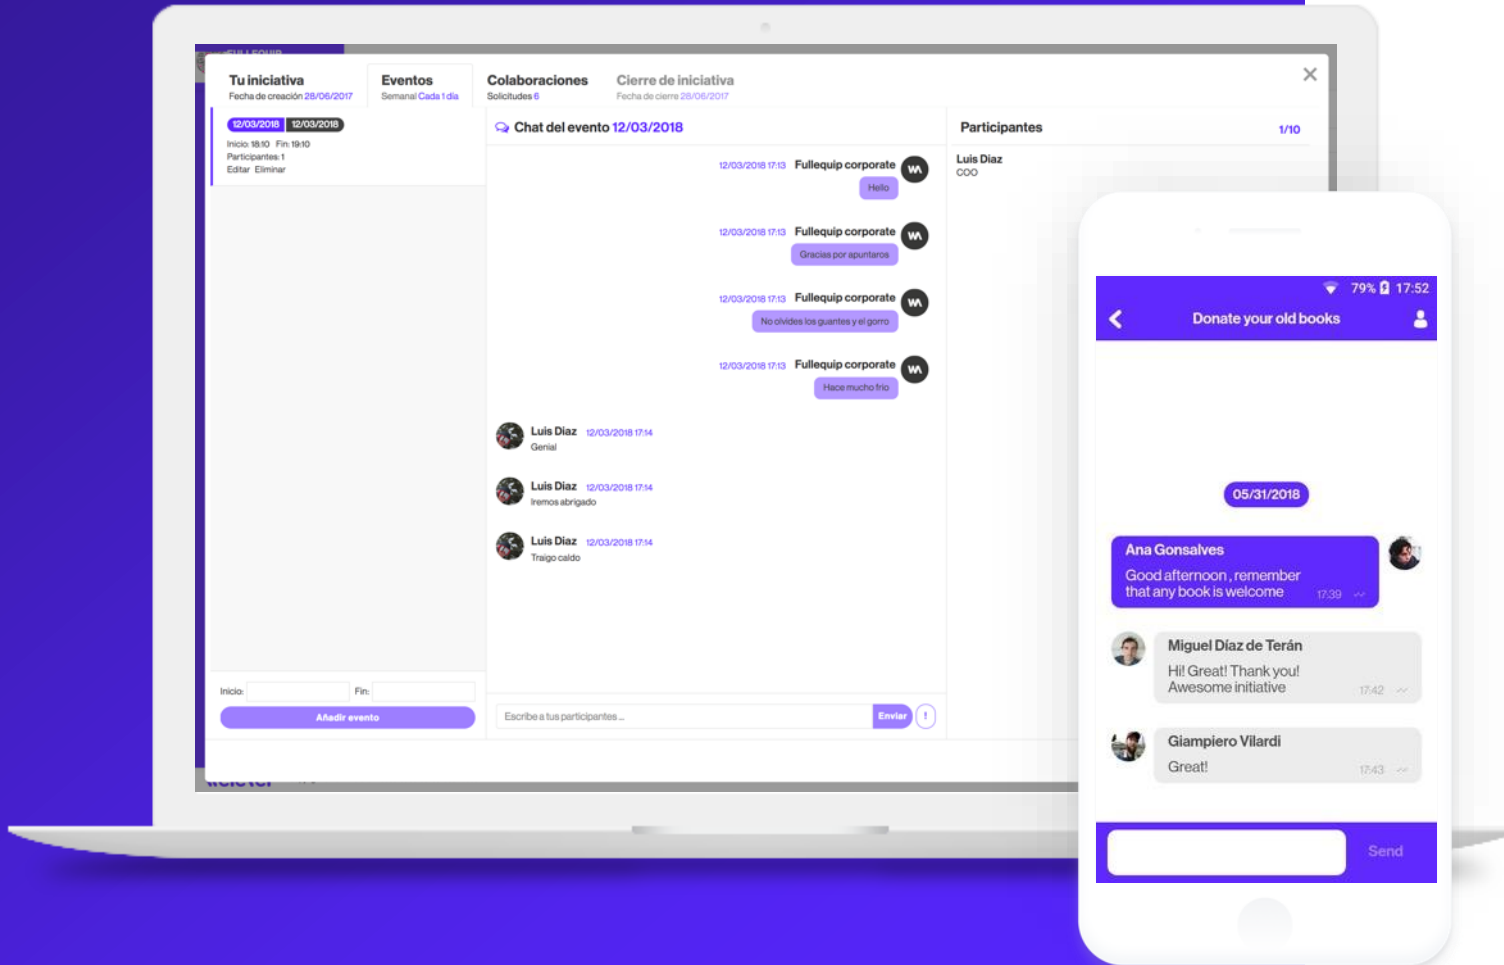 FULLEQUIP
Tu iniciativa
Fecha de creación 28/06/2017
Eventos
Semanal Cada 1 día
Colaboraciones
Solicitudes 6
Cierre de iniciativa
Fecha de cierre 28/06/2017
12/03/2018 12/03/2018
Inicio: 18:10 Fin: 19:10
Participantes: 1
Editar Eliminar
Inicio: Fin:
Añadir evento
Chat del evento 12/03/2018
12/03/2018 17:13 Fullequip corporate
Hello
12/03/2018 17:13 Fullequip corporate
Gracias por apuntaros
12/03/2018 17:13 Fullequip corporate
No olvides los guantes y el gorro
12/03/2018 17:13 Fullequip corporate
Hace mucho frio
Luis Diaz 12/03/2018 17:14
Genial
Luis Diaz 12/03/2018 17:14
Iremos abrigado
Luis Diaz 12/03/2018 17:14
Traigo caldo
Escribe a tus participantes ...
Enviar !
Participantes 1/10
Luis Diaz
COO
79% 17:52
Donate your old books
05/31/2018
Ana Gonsalves
Good afternoon , remember
that any book is welcome 17:39
Miguel Díaz de Terán
Hi! Great! Thank you!
Awesome initiative 17:42
Giampiero Vilardi
Great! 17:43
Send